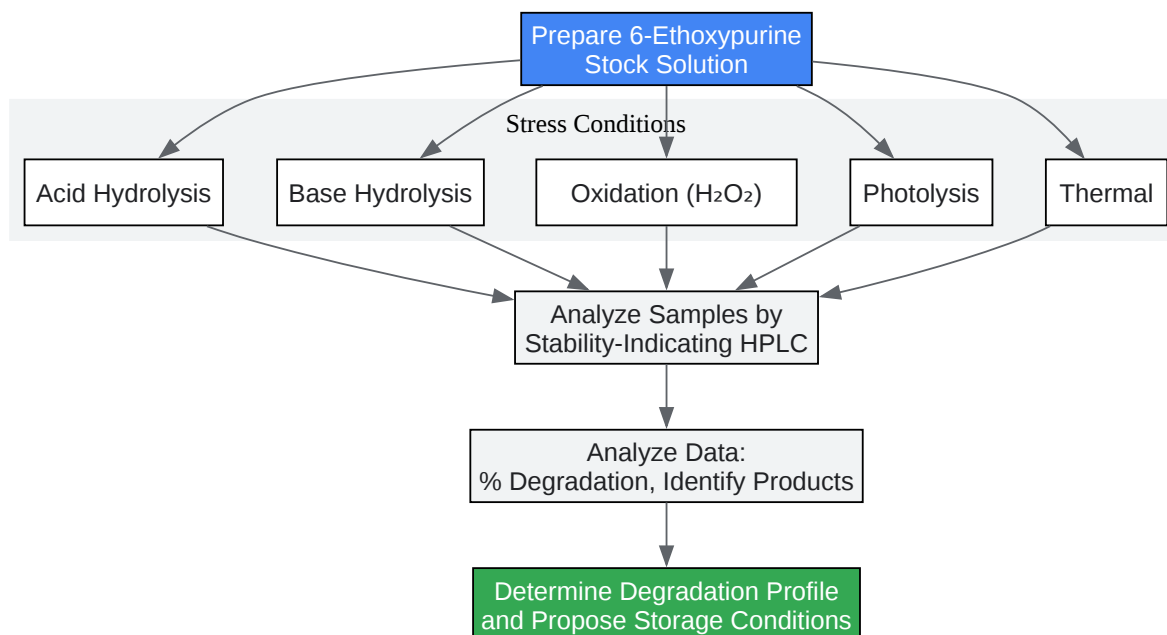 Prepare 6-Ethoxypurine
Stock Solution
Stress Conditions
Acid Hydrolysis
Base Hydrolysis
Oxidation (H₂O₂)
Photolysis
Thermal
Analyze Samples by
Stability-Indicating HPLC
Analyze Data:
% Degradation, Identify Products
Determine Degradation Profile
and Propose Storage Conditions